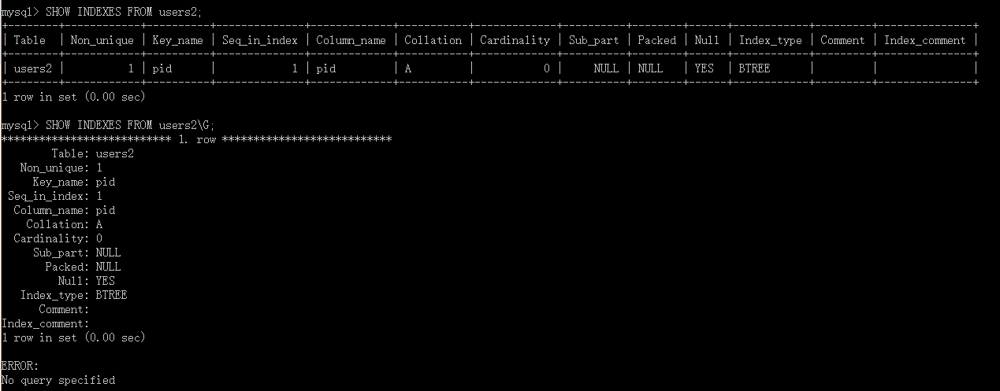 mysql> SHOW INDEXES FROM users2;
+--------+------------+----------+--------------+-------------+-----------+-------------+----------+--------+------+------------+---------+---------------+
| Table  | Non_unique | Key_name | Seq_in_index | Column_name | Collation | Cardinality | Sub_part | Packed | Null | Index_type | Comment | Index_comment |
+--------+------------+----------+--------------+-------------+-----------+-------------+----------+--------+------+------------+---------+---------------+
| users2 |          1 | pid      |            1 | pid         | A         |           0 |     NULL | NULL   | YES  | BTREE      |         |               |
+--------+------------+----------+--------------+-------------+-----------+-------------+----------+--------+------+------------+---------+---------------+
1 row in set (0.00 sec)
mysql> SHOW INDEXES FROM users2\G;
*************************** 1. row ***************************
        Table: users2
   Non_unique: 1
     Key_name: pid
 Seq_in_index: 1
  Column_name: pid
    Collation: A
  Cardinality: 0
     Sub_part: NULL
       Packed: NULL
         Null: YES
   Index_type: BTREE
      Comment:
Index_comment:
1 row in set (0.00 sec)
ERROR:
No query specified